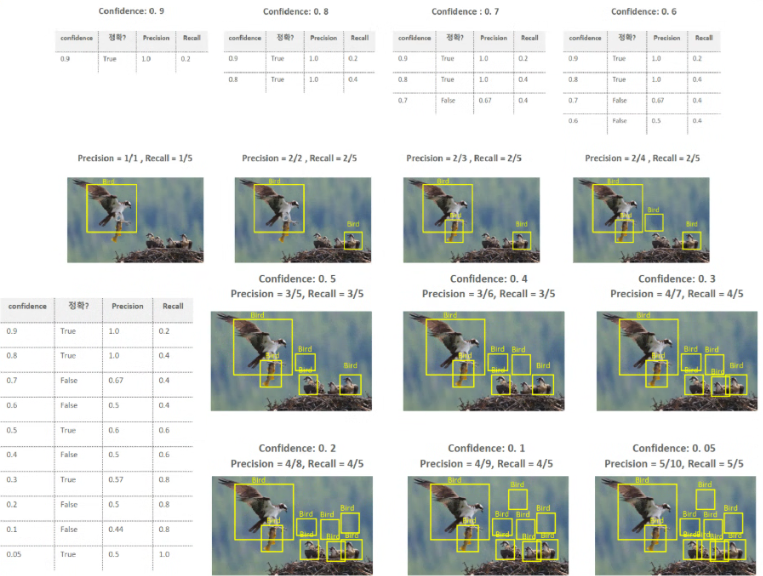 Confidence: 0. 9
Confidence: 0. 8
Confidence : 0. 7
Confidence: 0. 6
confidence 정확? Precision Recall
0.9 True 1.0 0.2
confidence 정확? Precision Recall
0.9 True 1.0 0.2
0.8 True 1.0 0.4
confidence 정확? Precision Recall
0.9 True 1.0 0.2
0.8 True 1.0 0.4
0.7 False 0.67 0.4
confidence 정확? Precision Recall
0.9 True 1.0 0.2
0.8 True 1.0 0.4
0.7 False 0.67 0.4
0.6 False 0.5 0.4
Precision = 1/1 , Recall = 1/5
Precision = 2/2 , Recall = 2/5
Precision = 2/3 , Recall = 2/5
Precision = 2/4 , Recall = 2/5
Bird
Bird
Bird
Bird
Bird
Bird
Bird
Bird
Bird
Bird
confidence 정확? Precision Recall
0.9 True 1.0 0.2
0.8 True 1.0 0.4
0.7 False 0.67 0.4
0.6 False 0.5 0.4
0.5 True 0.6 0.6
0.4 False 0.5 0.6
0.3 True 0.57 0.8
0.2 False 0.5 0.8
0.1 False 0.44 0.8
0.05 True 0.5 1.0
Confidence: 0. 5
Precision = 3/5, Recall = 3/5
Bird
Bird
Bird
Bird
Bird
Confidence: 0. 4
Precision = 3/6, Recall = 3/5
Bird
Bird
Bird
Bird
Bird
Bird
Confidence: 0. 3
Precision = 4/7, Recall = 4/5
Bird
Bird
Bird
Bird
Bird
Bird
Confidence: 0. 2
Precision = 4/8, Recall = 4/5
Bird
Bird
Bird
Bird
Bird
Bird
Confidence: 0. 1
Precision = 4/9, Recall = 4/5
Bird
Bird
Bird
Bird
Bird
Bird
Confidence: 0. 05
Precision = 5/10, Recall = 5/5
Bird
Bird
Bird
Bird
Bird